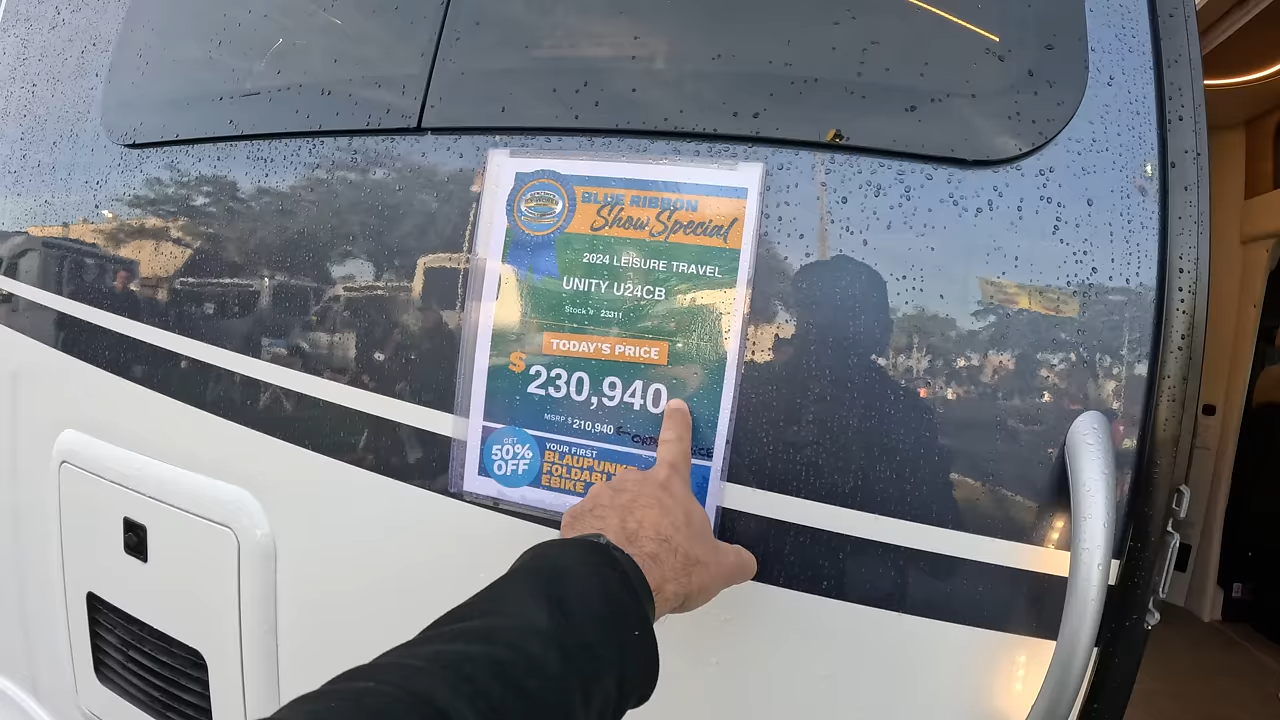 BLUE RIBBON
Show Special
2024 LEISURE TRAVEL
UNITY U24CB
Stock # 23311
TODAY'S PRICE
$230,940
MSRP $210,940 ←
GET
50%
OFF
YOUR FIRST
BLAUPUNK
FOLDABL
EBIKE